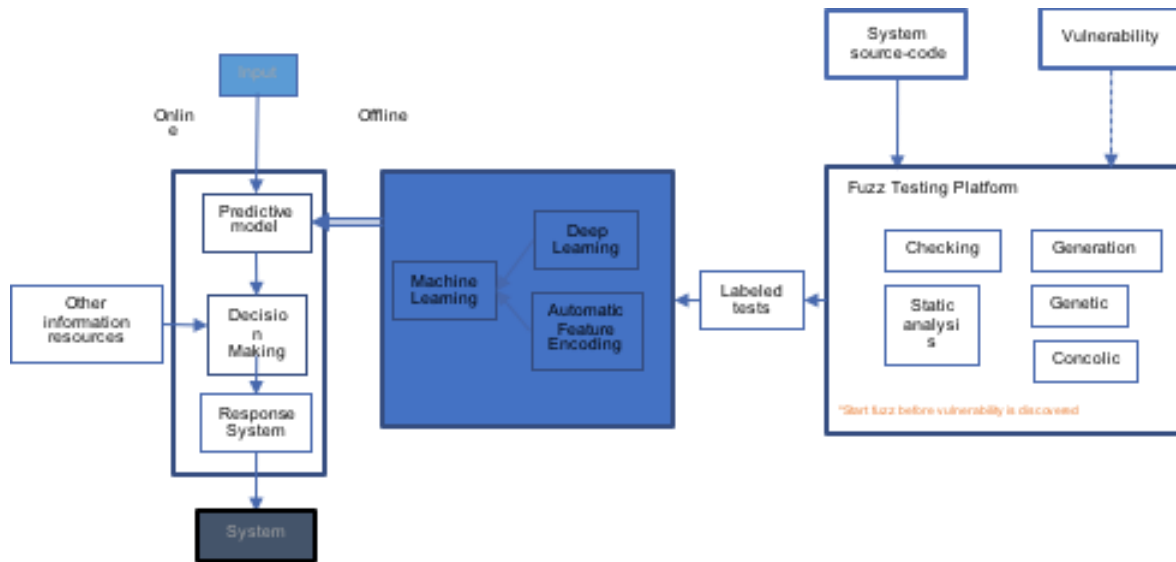 System
source-code
Vulnerability
Input
Onlin
e
Offline
Fuzz Testing Platform
Predictive
model
Deep
Learning
Checking
Generation
Machine
Learning
Labeled
tests
Other
information
resources
Decisio
n
Making
Automatic
Feature
Encoding
Static
analysi
s
Genetic
Concolic
Response
System
*Start fuzz before vulnerability is discovered
System